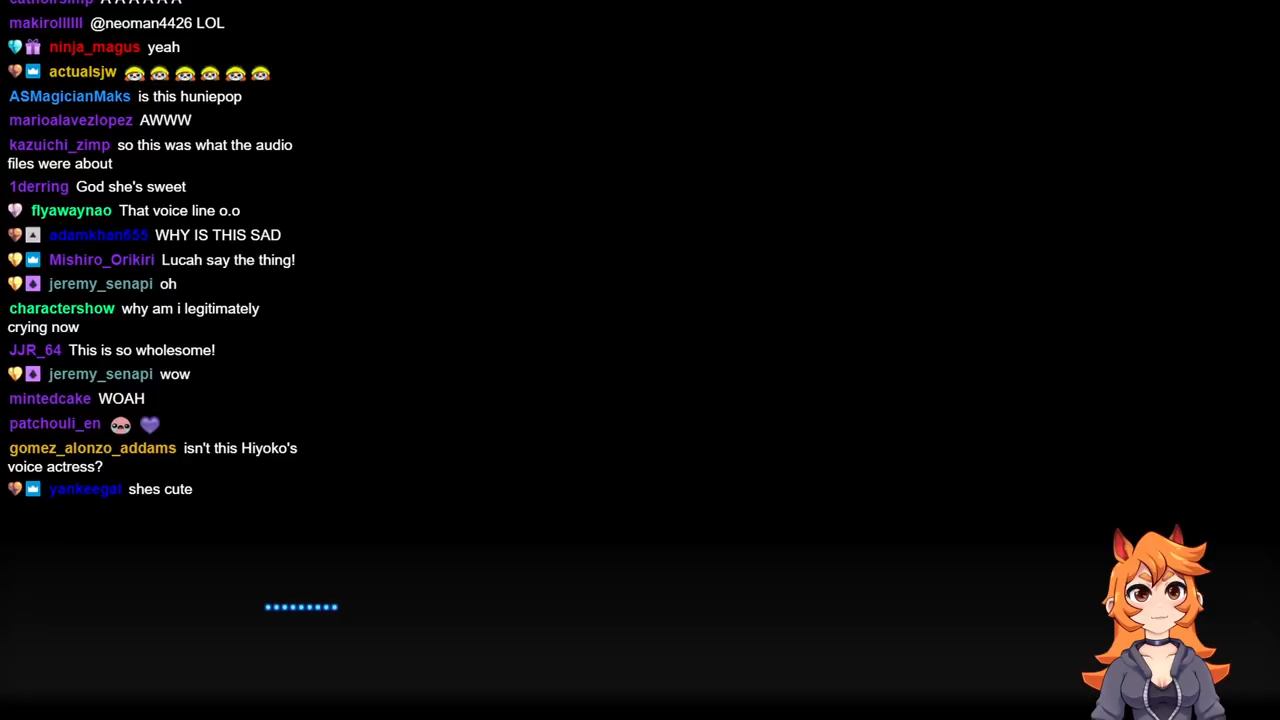 makirollllll @neoman4426 LOL
ninja_magus yeah
actualsjw
ASMagicianMaks is this huniepop
marioalavezlopez AWWW
kazuichi_zimp so this was what the audio
files were about
1derring God she's sweet
flyawaynao That voice line o.o
adamkhan655 WHY IS THIS SAD
Mishiro_Orikiri Lucah say the thing!
jeremy_senapi oh
charactershow why am i legitimately
crying now
JJR_64 This is so wholesome!
jeremy_senapi wow
mintedcake WOAH
patchouli_en
gomez_alonzo_addams isn't this Hiyoko's
voice actress?
yankeegal shes cute
.........